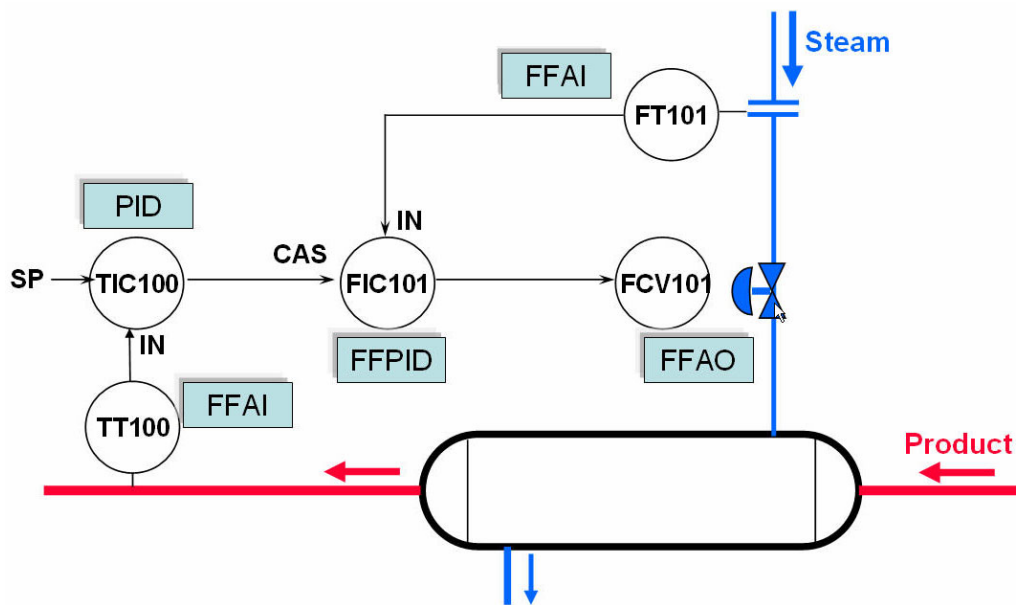 Steam
FFAI
FT101
PID
IN
CAS
SP
TIC100
FIC101
FCV101
IN
FFPID
FFAO
FFAI
TT100
Product